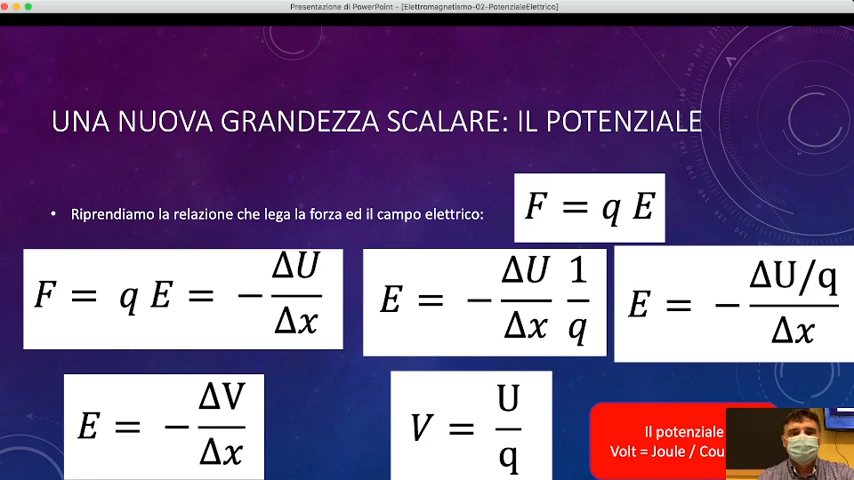 Presentazione di PowerPoint - [Elettromagnetismo-02-PotenzialeElettrico]
UNA NUOVA GRANDEZZA SCALARE: IL POTENZIALE
• Riprendiamo la relazione che lega la forza ed il campo elettrico:
F = q E
F = q E = − ΔU/Δx
E = − ΔU/Δx 1/q
E = − ΔU/q/Δx
E = − ΔV/Δx
V = U/q
Il potenziale
Volt = Joule / Cou